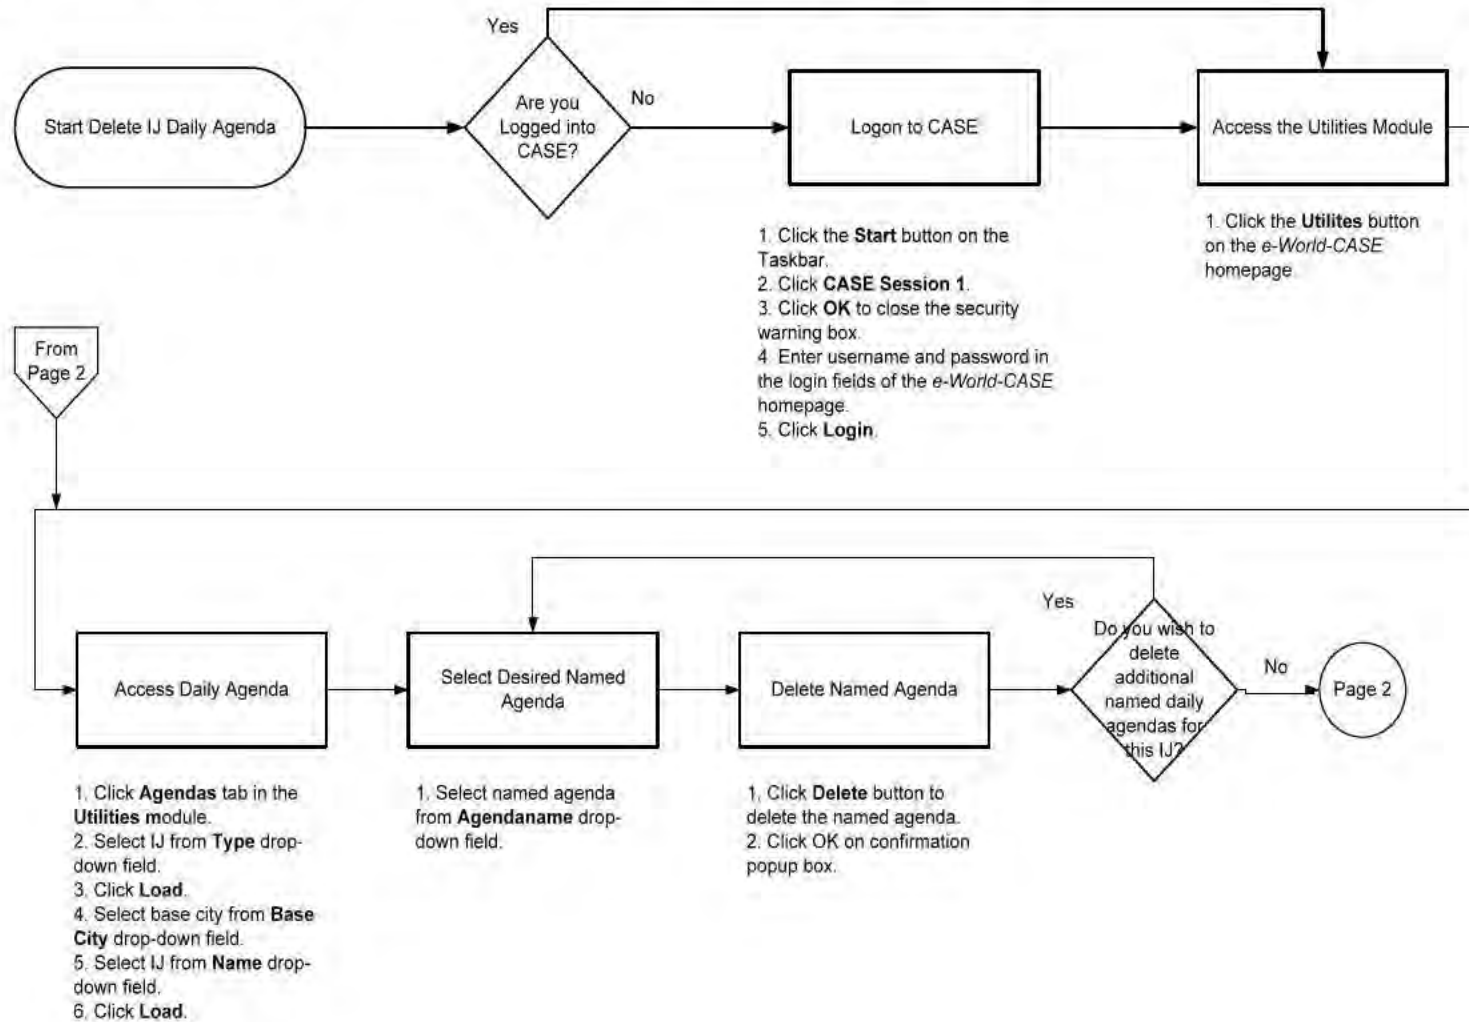 Start Delete IJ Daily Agenda
Yes
Are you
Logged into
CASE?
No
Logon to CASE
Access the Utilities Module
1. Click the Start button on the
Taskbar.
2. Click CASE Session 1.
3. Click OK to close the security
warning box.
4 Enter username and password in
the login fields of the e-World-CASE
homepage.
5. Click Login.
1. Click the Utilites button
on the e-World-CASE
homepage.
From
Page 2
Access Daily Agenda
Select Desired Named
Agenda
Delete Named Agenda
Yes
Do you wish to
delete
additional
named daily
agendas for
this IJ?
No
Page 2
1. Click Agendas tab in the
Utilities module.
2. Select IJ from Type drop-
down field.
3. Click Load.
4. Select base city from Base
City drop-down field.
5. Select IJ from Name drop-
down field.
6. Click Load.
1. Select named agenda
from Agendaname drop-
down field.
1. Click Delete button to
delete the named agenda.
2. Click OK on confirmation
popup box.